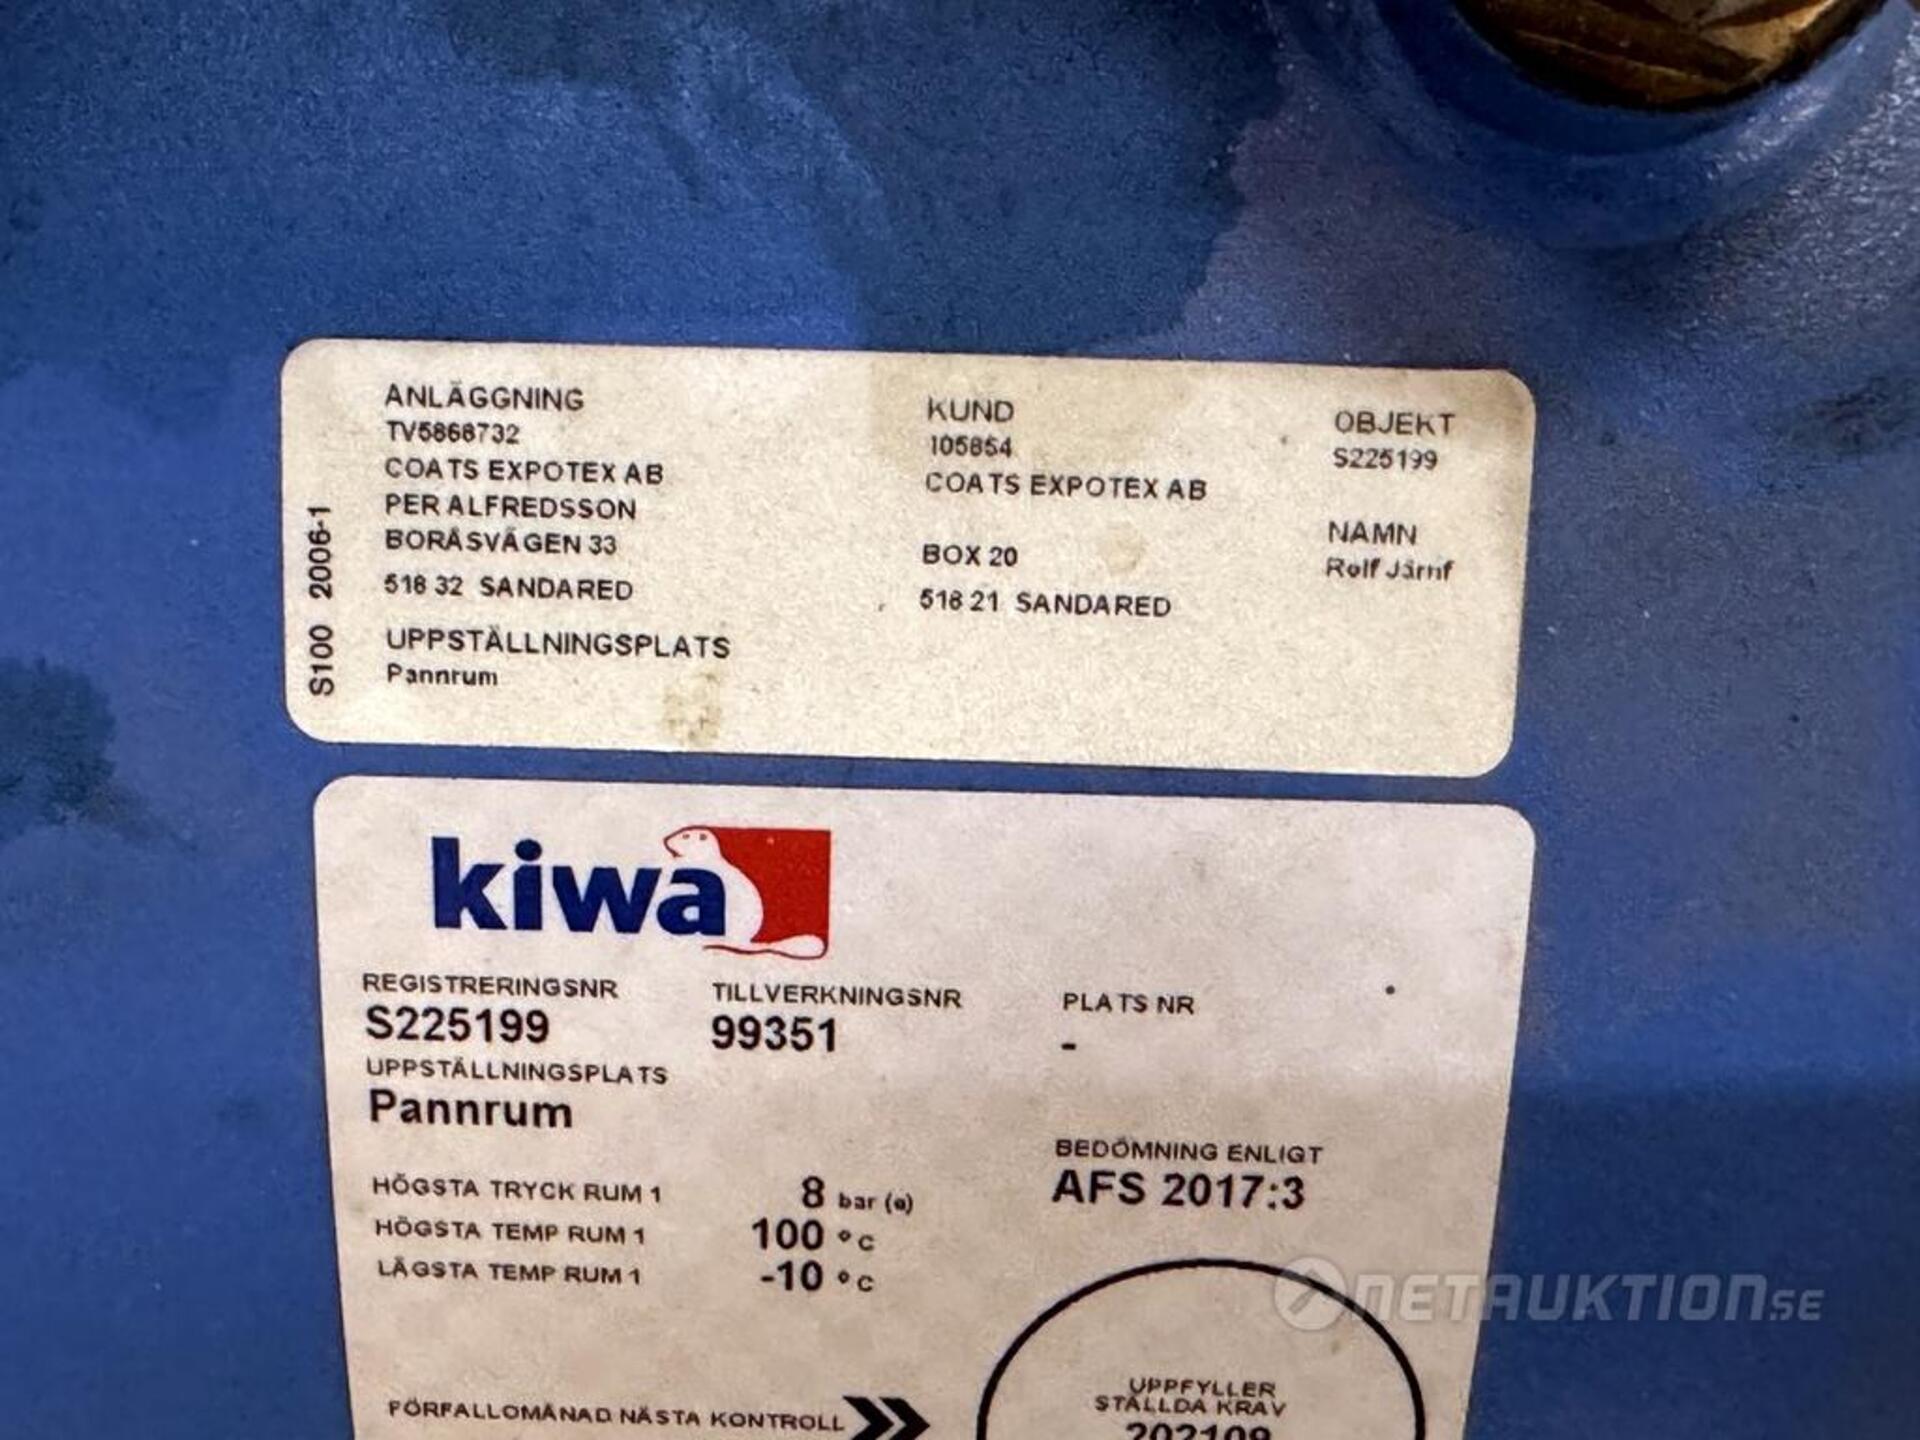 ANLÄGGNING
TV5868732
COATS EXPOTEX AB
PER ALFREDSSON
BORÅSVÄGEN 33
518 32 SANDARED
UPPSTÄLLNINGSPLATS
Pannrum
KUND
105854
COATS EXPOTEX AB
BOX 20
518 21 SANDARED
OBJEKT
S225199
NAMN
Rolf
S100 2006-1
kiwa
REGISTRERINGSNR
S225199
TILLVERKNINGSNR
99351
PLATS NR
-
UPPSTÄLLNINGSPLATS
Pannrum
BEDÖMNING ENLIGT
AFS 2017:3
HÖGSTA TRYCK RUM 1 8 bar (e)
HÖGSTA TEMP RUM 1 100 °C
LÄGSTA TEMP RUM 1 -10 °C
FÖRFALLOMÅNAD NÄSTA KONTROLL
UPPFYLLER
STÄLLDA KRAV
202109
NETAUKTION.SE